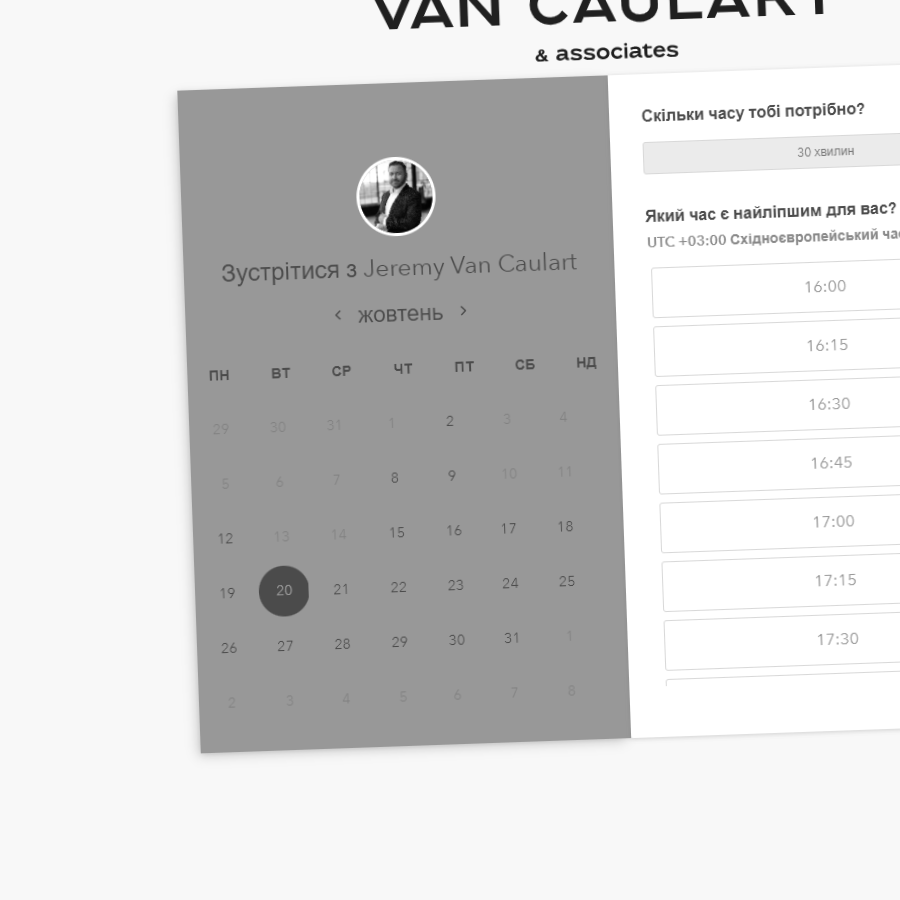 VAN CAULART
& associates
Зустрітися з Jeremy Van Caulart
жовтень
ПН ВТ СР ЧТ ПТ СБ НД
29 30 31 1 2 3 4
5 6 7 8 9 10 11
12 13 14 15 16 17 18
19 20 21 22 23 24 25
26 27 28 29 30 31 1
2 3 4 5 6 7 8
Скільки часу тобі потрібно?
30 хвилин
Який час є найліпшим для вас?
UTC +03:00 Східноєвропейський
16:00
16:15
16:30
16:45
17:00
17:15
17:30